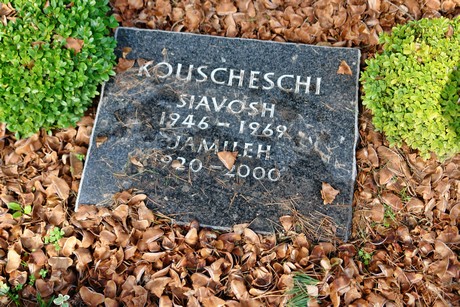 KOUSCHESCHI
SIAVOSH
1946 - 1969
JAMILEH
1920 - 2000